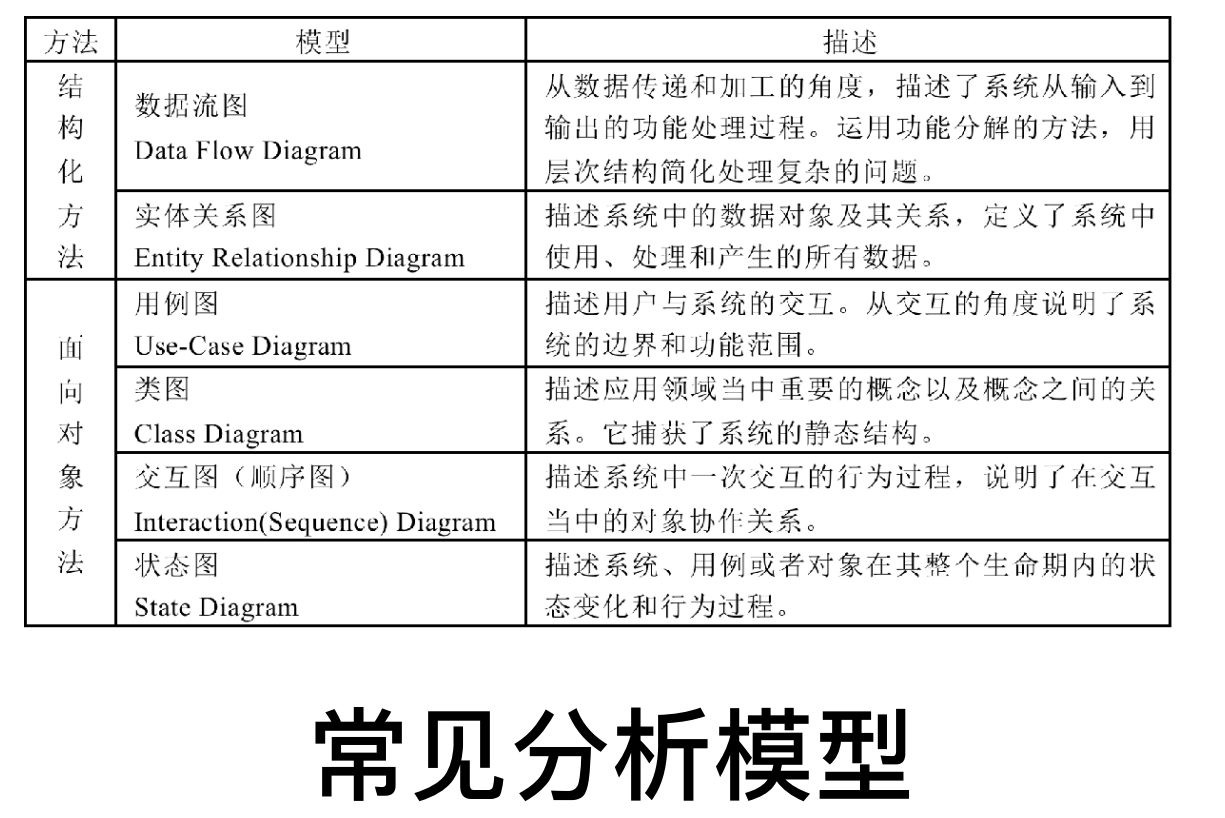 方法 模型 描述
结构化方法
数据流图
Data Flow Diagram
从数据传递和加工的角度，描述了系统从输入到
输出的功能处理过程。运用功能分解的方法，用
层次结构简化处理复杂的问题。
实体关系图
Entity Relationship Diagram
描述系统中的数据对象及其关系，定义了系统中
使用、处理和产生的所有数据。
面向对象方法
用例图
Use-Case Diagram
描述用户与系统的交互。从交互的角度说明了系
统的边界和功能范围。
类图
Class Diagram
描述应用领域当中重要的概念以及概念之间的关
系。它捕获了系统的静态结构。
交互图（顺序图）
Interaction(Sequence) Diagram
描述系统中一次交互的行为过程，说明了在交互
当中的对象协作关系。
状态图
State Diagram
描述系统、用例或者对象在其整个生命期内的状
态变化和行为过程。
常见分析模型